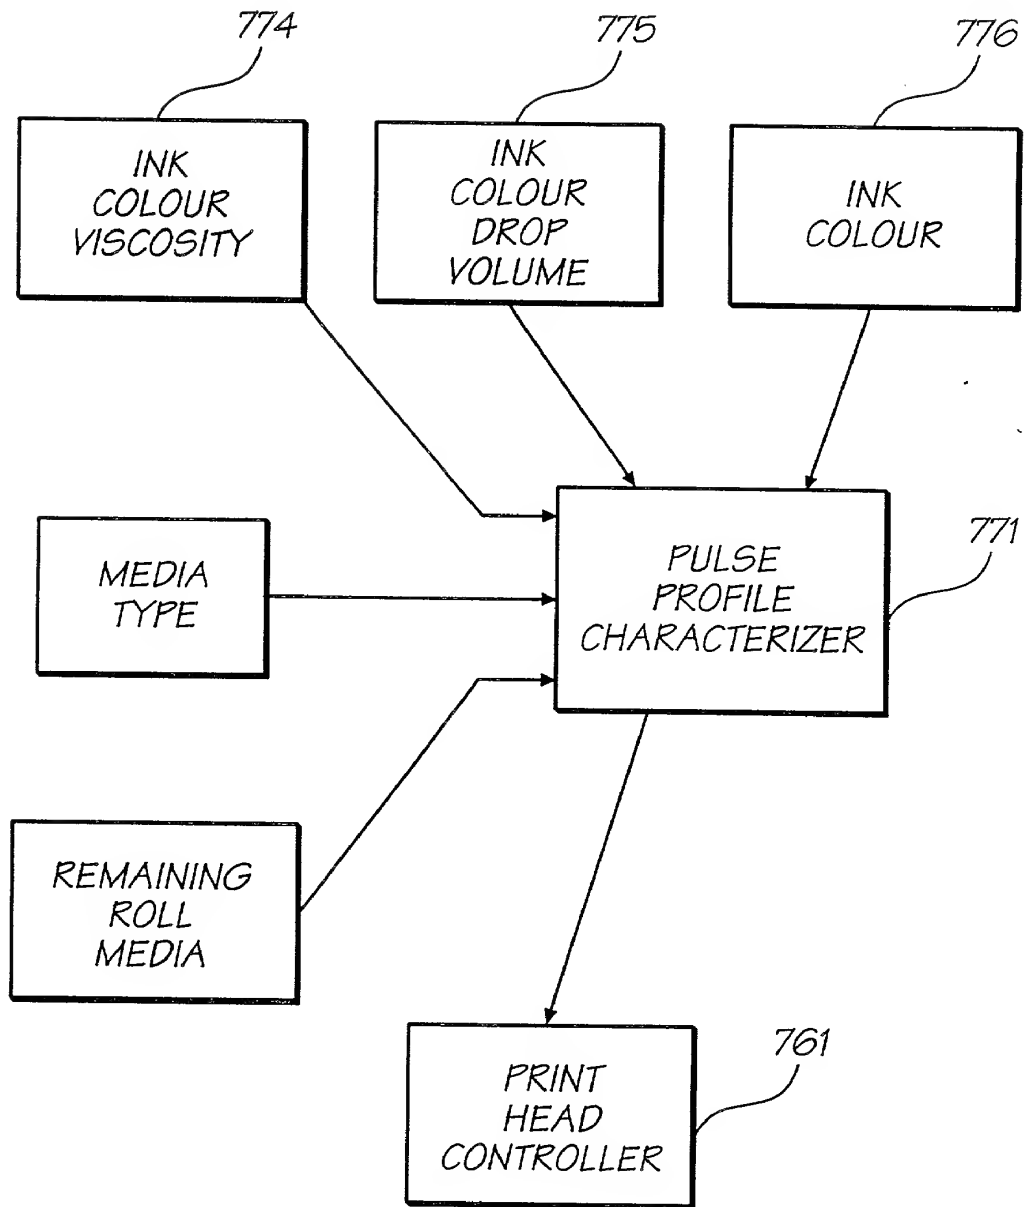 774
775
776
INK
COLOUR
VISCOSITY
INK
COLOUR
DROP
VOLUME
INK
COLOUR
771
MEDIA
TYPE
PULSE
PROFILE
CHARACTERIZER
REMAINING
ROLL
MEDIA
761
PRINT
HEAD
CONTROLLER